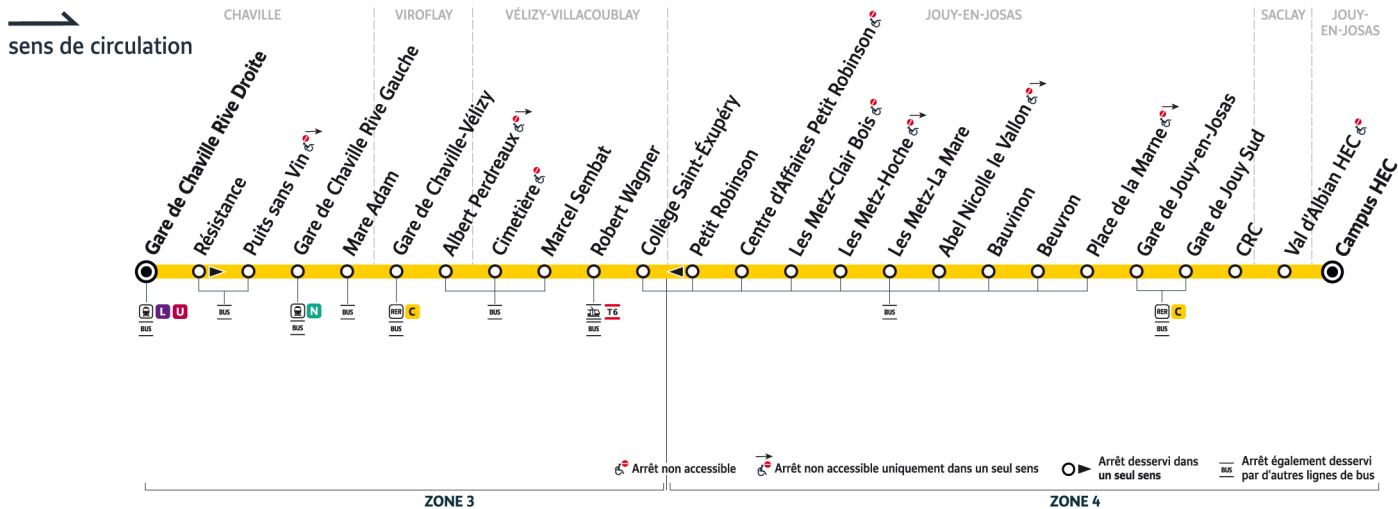 sens de circulation
CHAVILLE
VIROFLAY
VÉLIZY-VILLACOUBLAY
JOUY-EN-JOSAS
SACLAY
JOUY-
EN-JOSAS
Gare de Chaville Rive Droite
Résistance
Puits sans Vin
Gare de Chaville Rive Gauche
Mare Adam
Gare de Chaville-Vélizy
Albert Perdreaux
Cimetière
Marcel Sembat
Robert Wagner
Collège Saint-Éxupéry
Petit Robinson
Centre d'Affaires Petit Robinson
Les Metz-Clair Bois
Les Metz-Hoche
Les Metz-La Mare
Abel Nicolle le Vallon
Bauvinon
Beuvron
Place de la Marne
Gare de Jouy-en-Josas
Gare de Jouy Sud
CRC
Val d'Albian HEC
Campus HEC
L U
BUS
BUS
N
BUS
BUS
RER C
BUS
BUS
T6
BUS
BUS
RER C
BUS
Arrêt non accessible
Arrêt non accessible uniquement dans un seul sens
Arrêt desservi dans
un seul sens
BUS
Arrêt également desservi
par d'autres lignes de bus
ZONE 3
ZONE 4